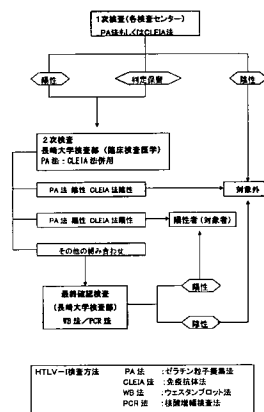 1次検査(各検査センター)
PA法もしくはCLEIA法
陽性
判定保留
陰性
2次検査
長崎大学検査部(臨床検査医学)
PA法:CLEIA法併用
PA法 陰性 CLEIA法陰性
対象外
PA法 陽性 CLEIA法陽性
陽性者(対象者)
その他の組み合わせ
陽性
最終確認検査
(長崎大学検査部)
WB法/PCR法
陰性
HTLV-I検査方法
PA法 :ゼラチン粒子凝集法
CLEIA法 :免疫抗体法
WB法 :ウェスタンブロット法
PCR法 :核酸増幅検査法